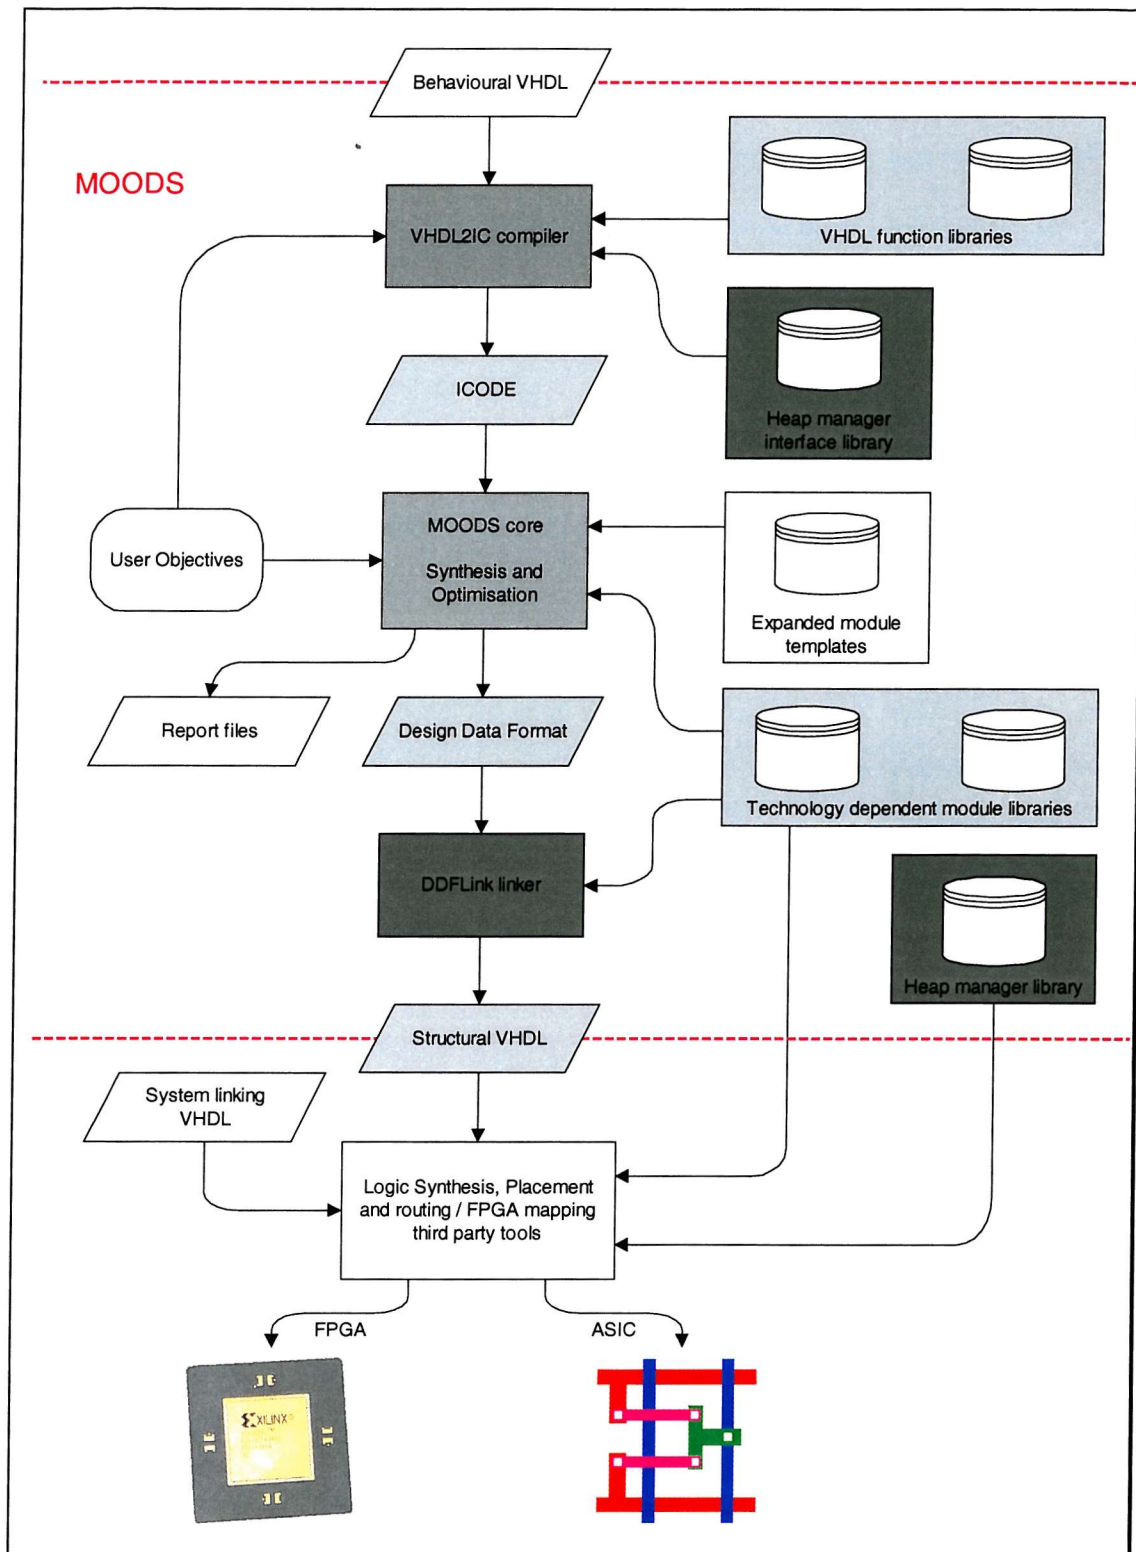 Behavioural VHDL
MOODS
VHDL2IC compiler
VHDL function libraries
ICODE
Heap manager
interface library
MOODS core
Synthesis and
Optimisation
User Objectives
Expanded module
templates
Report files
Design Data Format
Technology dependent module libraries
DDFLink linker
Heap manager library
Structural VHDL
System linking
VHDL
Logic Synthesis, Placement
and routing / FPGA mapping
third party tools
FPGA
ASIC
XILINX